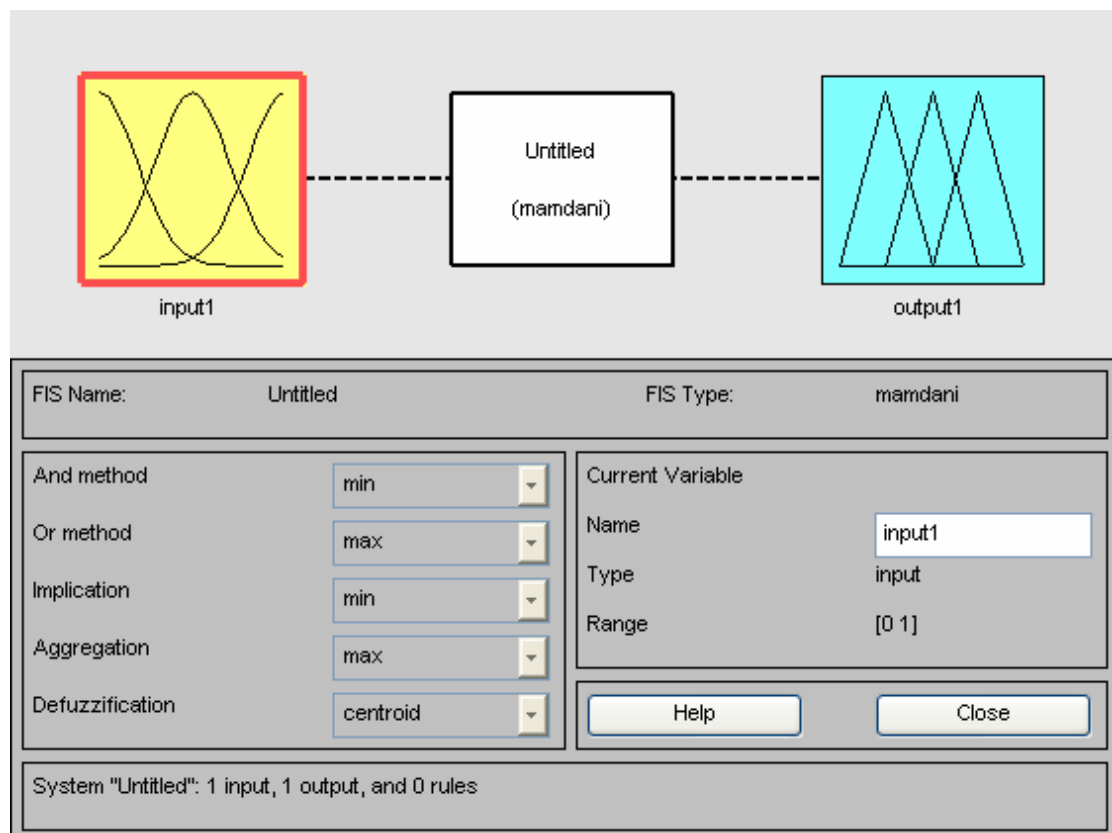 Untitled
(mamdani)
input1
output1
FIS Name:
Untitled
FIS Type:
mamdani
And method
min
Or method
max
Implication
min
Aggregation
max
Defuzzification
centroid
Current Variable
Name
input1
Type
input
Range
[0 1]
Help
Close
System "Untitled": 1 input, 1 output, and 0 rules